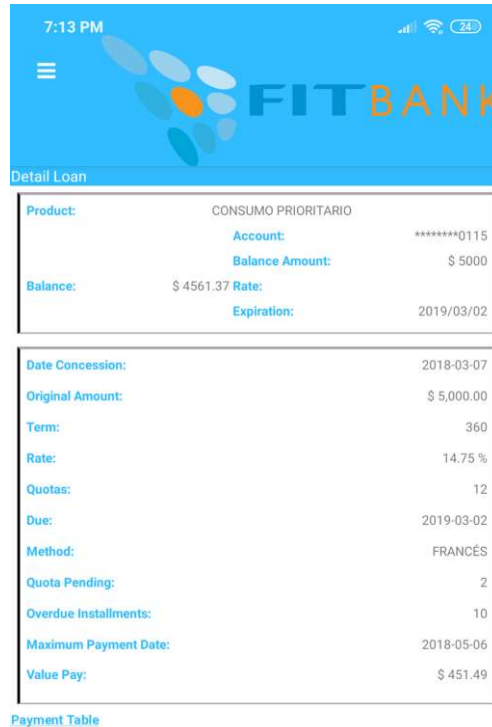 7:13 PM 24
FITBANK
Detail Loan
Product: CONSUMO PRIORITARIO
Account: ********0115
Balance Amount: $ 5000
Balance: $ 4561.37 Rate:
Expiration: 2019/03/02
Date Concession: 2018-03-07
Original Amount: $ 5,000.00
Term: 360
Rate: 14.75 %
Quotas: 12
Due: 2019-03-02
Method: FRANCÉS
Quota Pending: 2
Overdue Installments: 10
Maximum Payment Date: 2018-05-06
Value Pay: $ 451.49
Payment Table